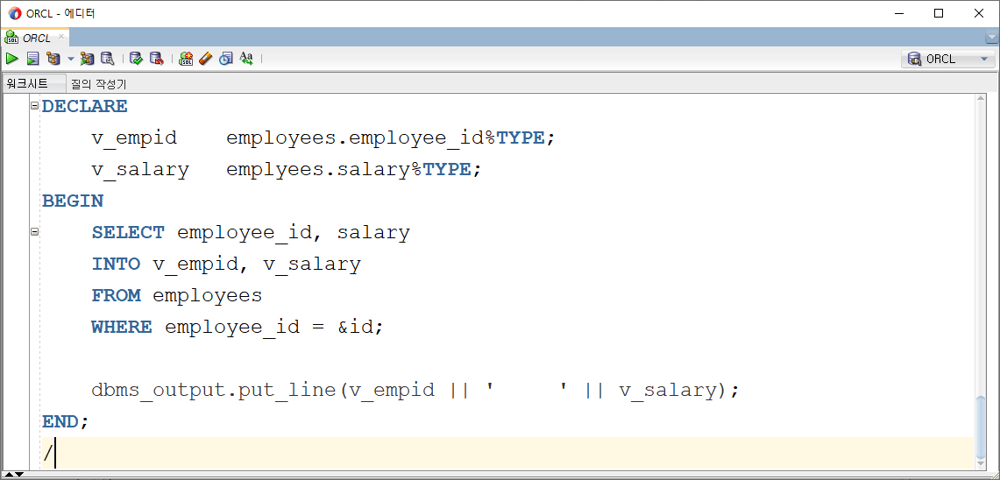 ORCL - 에디터
ORCL
ORCL
워크시트 질의 작성기
DECLARE
    v_empid    employees.employee_id%TYPE;
    v_salary   emplyees.salary%TYPE;
BEGIN
    SELECT employee_id, salary
    INTO v_empid, v_salary
    FROM employees
    WHERE employee_id = &id;
    dbms_output.put_line(v_empid || '     ' || v_salary);
END;
/